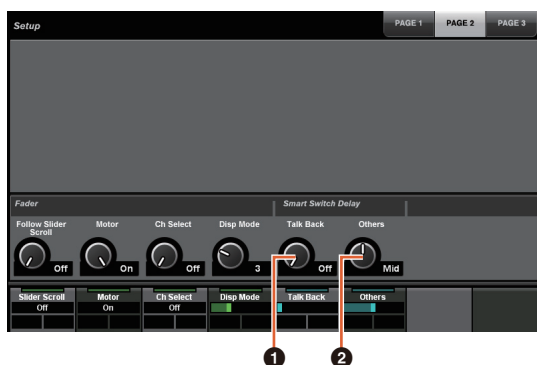 Setup
PAGE 1 PAGE 2 PAGE 3
Fader
Smart Switch Delay
Follow Slider Scroll
Motor
Ch Select
Disp Mode
Talk Back
Others
Off
On
Off
3
Off
Mid
Slider Scroll
Motor
Ch Select
Disp Mode
Talk Back
Others
Off
On
Off
1
2